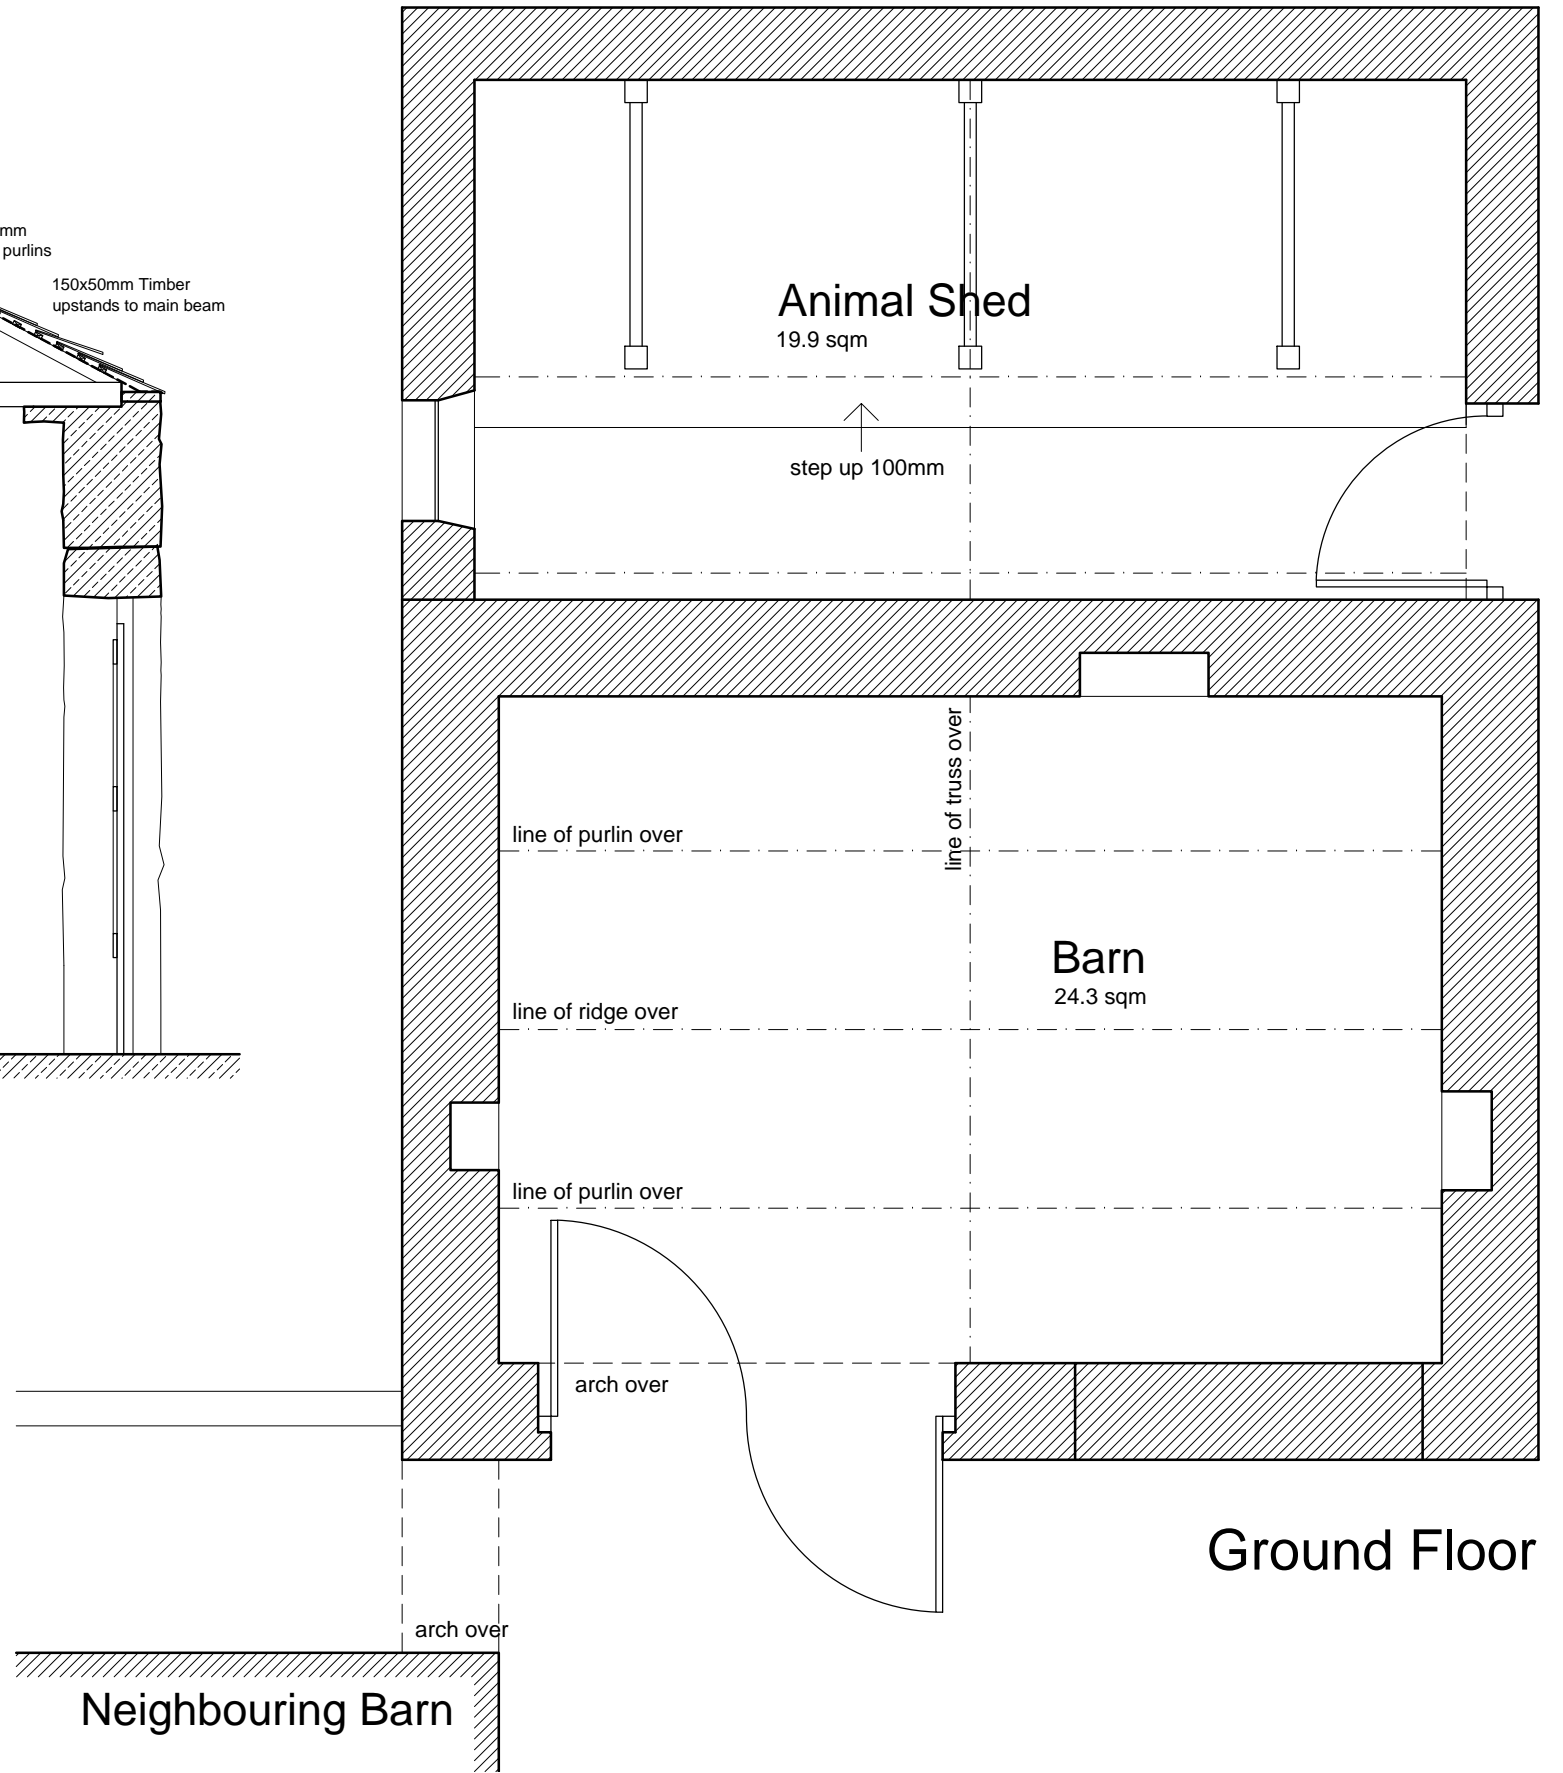 mm
purlins
150x50mm Timber
upstands to main beam
Animal Shed
19.9 sqm
step up 100mm
line of truss over
line of purlin over
Barn
24.3 sqm
line of ridge over
line of purlin over
arch over
Ground Floor
arch over
Neighbouring Barn